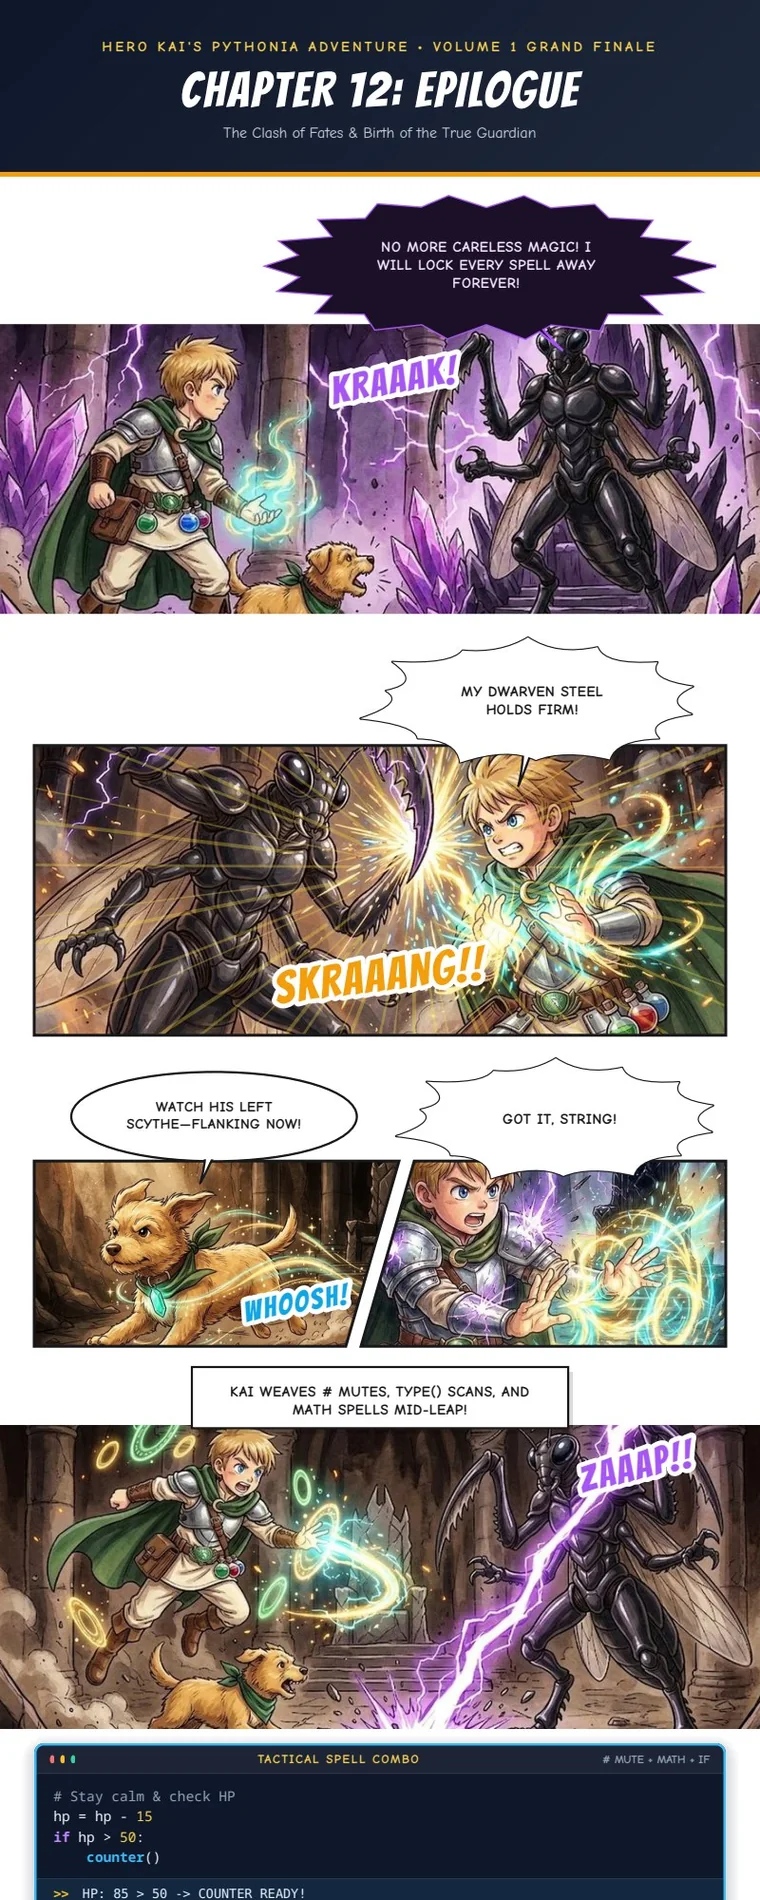 HERO KAI'S PYTHONIA ADVENTURE • VOLUME 1 GRAND FINALE
CHAPTER 12: EPILOGUE
The Clash of Fates & Birth of the True Guardian
NO MORE CARELESS MAGIC! I
WILL LOCK EVERY SPELL AWAY
FOREVER!
KRAAAK!
MY DWARVEN STEEL
HOLDS FIRM!
SKRAAANG!!
WATCH HIS LEFT
SCYTHE—FLANKING NOW!
GOT IT, STRING!
WHOOSH!
KAI WEAVES # MUTES, TYPE() SCANS, AND
MATH SPELLS MID-LEAP!
ZAAAP!!
TACTICAL SPELL COMBO
# MUTE + MATH + IF
# Stay calm & check HP
hp = hp - 15
if hp > 50:
    counter()
>> HP: 85 > 50 -> COUNTER READY!